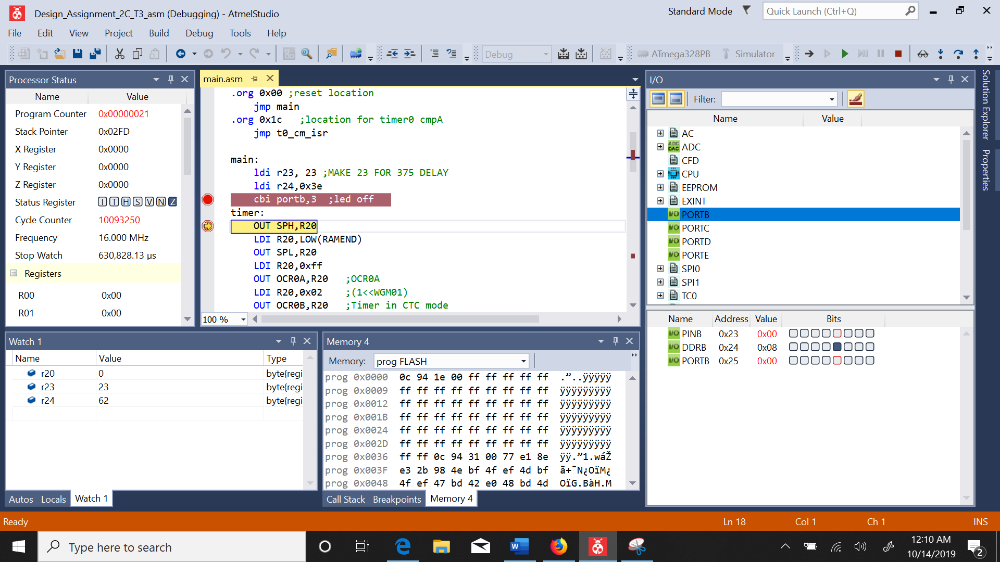 Design_Assignment_2C_T3_asm (Debugging) - AtmelStudio
Standard Mode
Quick Launch (Ctrl+Q)
File Edit View Project Build Debug Tools Help
Debug
ATmega328PB
Simulator
Processor Status
Name Value
Program Counter 0x00000021
Stack Pointer 0x02FD
X Register 0x0000
Y Register 0x0000
Z Register 0x0000
Status Register I T H S V N Z
Cycle Counter 10093250
Frequency 16.000 MHz
Stop Watch 630,828.13 µs
Registers
R00 0x00
R01 0x00
main.asm
.org 0x00 ;reset location
jmp main
.org 0x1c ;location for timer0 cmpA
jmp t0_cm_isr
main:
ldi r23, 23 ;MAKE 23 FOR 375 DELAY
ldi r24,0x3e
cbi portb,3 ;led off
timer:
OUT SPH,R20
LDI R20,LOW(RAMEND)
OUT SPL,R20
LDI R20,0xff
OUT OCR0A,R20 ;OCR0A
LDI R20,0x02 ;(1<<WGM01)
OUT OCR0B,R20 ;Timer in CTC mode
100 %
I/O
Filter:
Name Value
AC
ADC
CFD
CPU
EEPROM
EXINT
PORTB
PORTC
PORTD
PORTE
SPI0
SPI1
TC0
Name Address Value Bits
PINB 0x23 0x00
DDRB 0x24 0x08
PORTB 0x25 0x00
Solution Explorer
Properties
Watch 1
Name Value Type
r20 0 byte{regi
r23 23 byte{regi
r24 62 byte{regi
Autos Locals Watch 1
Memory 4
Memory: prog FLASH
prog 0x0000 0c 94 1e 00 ff ff ff ff ff .”..ÿÿÿÿÿ
prog 0x0009 ff ff ff ff ff ff ff ff ff ÿÿÿÿÿÿÿÿÿ
prog 0x0012 ff ff ff ff ff ff ff ff ff ÿÿÿÿÿÿÿÿÿ
prog 0x001B ff ff ff ff ff ff ff ff ff ÿÿÿÿÿÿÿÿÿ
prog 0x0024 ff ff ff ff ff ff ff ff ff ÿÿÿÿÿÿÿÿÿ
prog 0x002D ff ff ff ff ff ff ff ff ff ÿÿÿÿÿÿÿÿÿ
prog 0x0036 ff ff 0c 94 31 00 77 e1 8e ÿÿ.”1.wáŽ
prog 0x003F e3 2b 98 4e bf 4f ef 4d bf ã+˜N¿OïM¿
prog 0x0048 4f ef 47 bd 42 e0 48 bd 4d OïG.BàH.M
Call Stack Breakpoints Memory 4
Ready
Ln 18 Col 1 Ch 1 INS
Type here to search
12:10 AM
10/14/2019
2